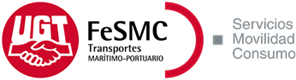 UGT
FeSMC
Transportes
MARÍTIMO-PORTUARIO
Servicios
Movilidad
Consumo